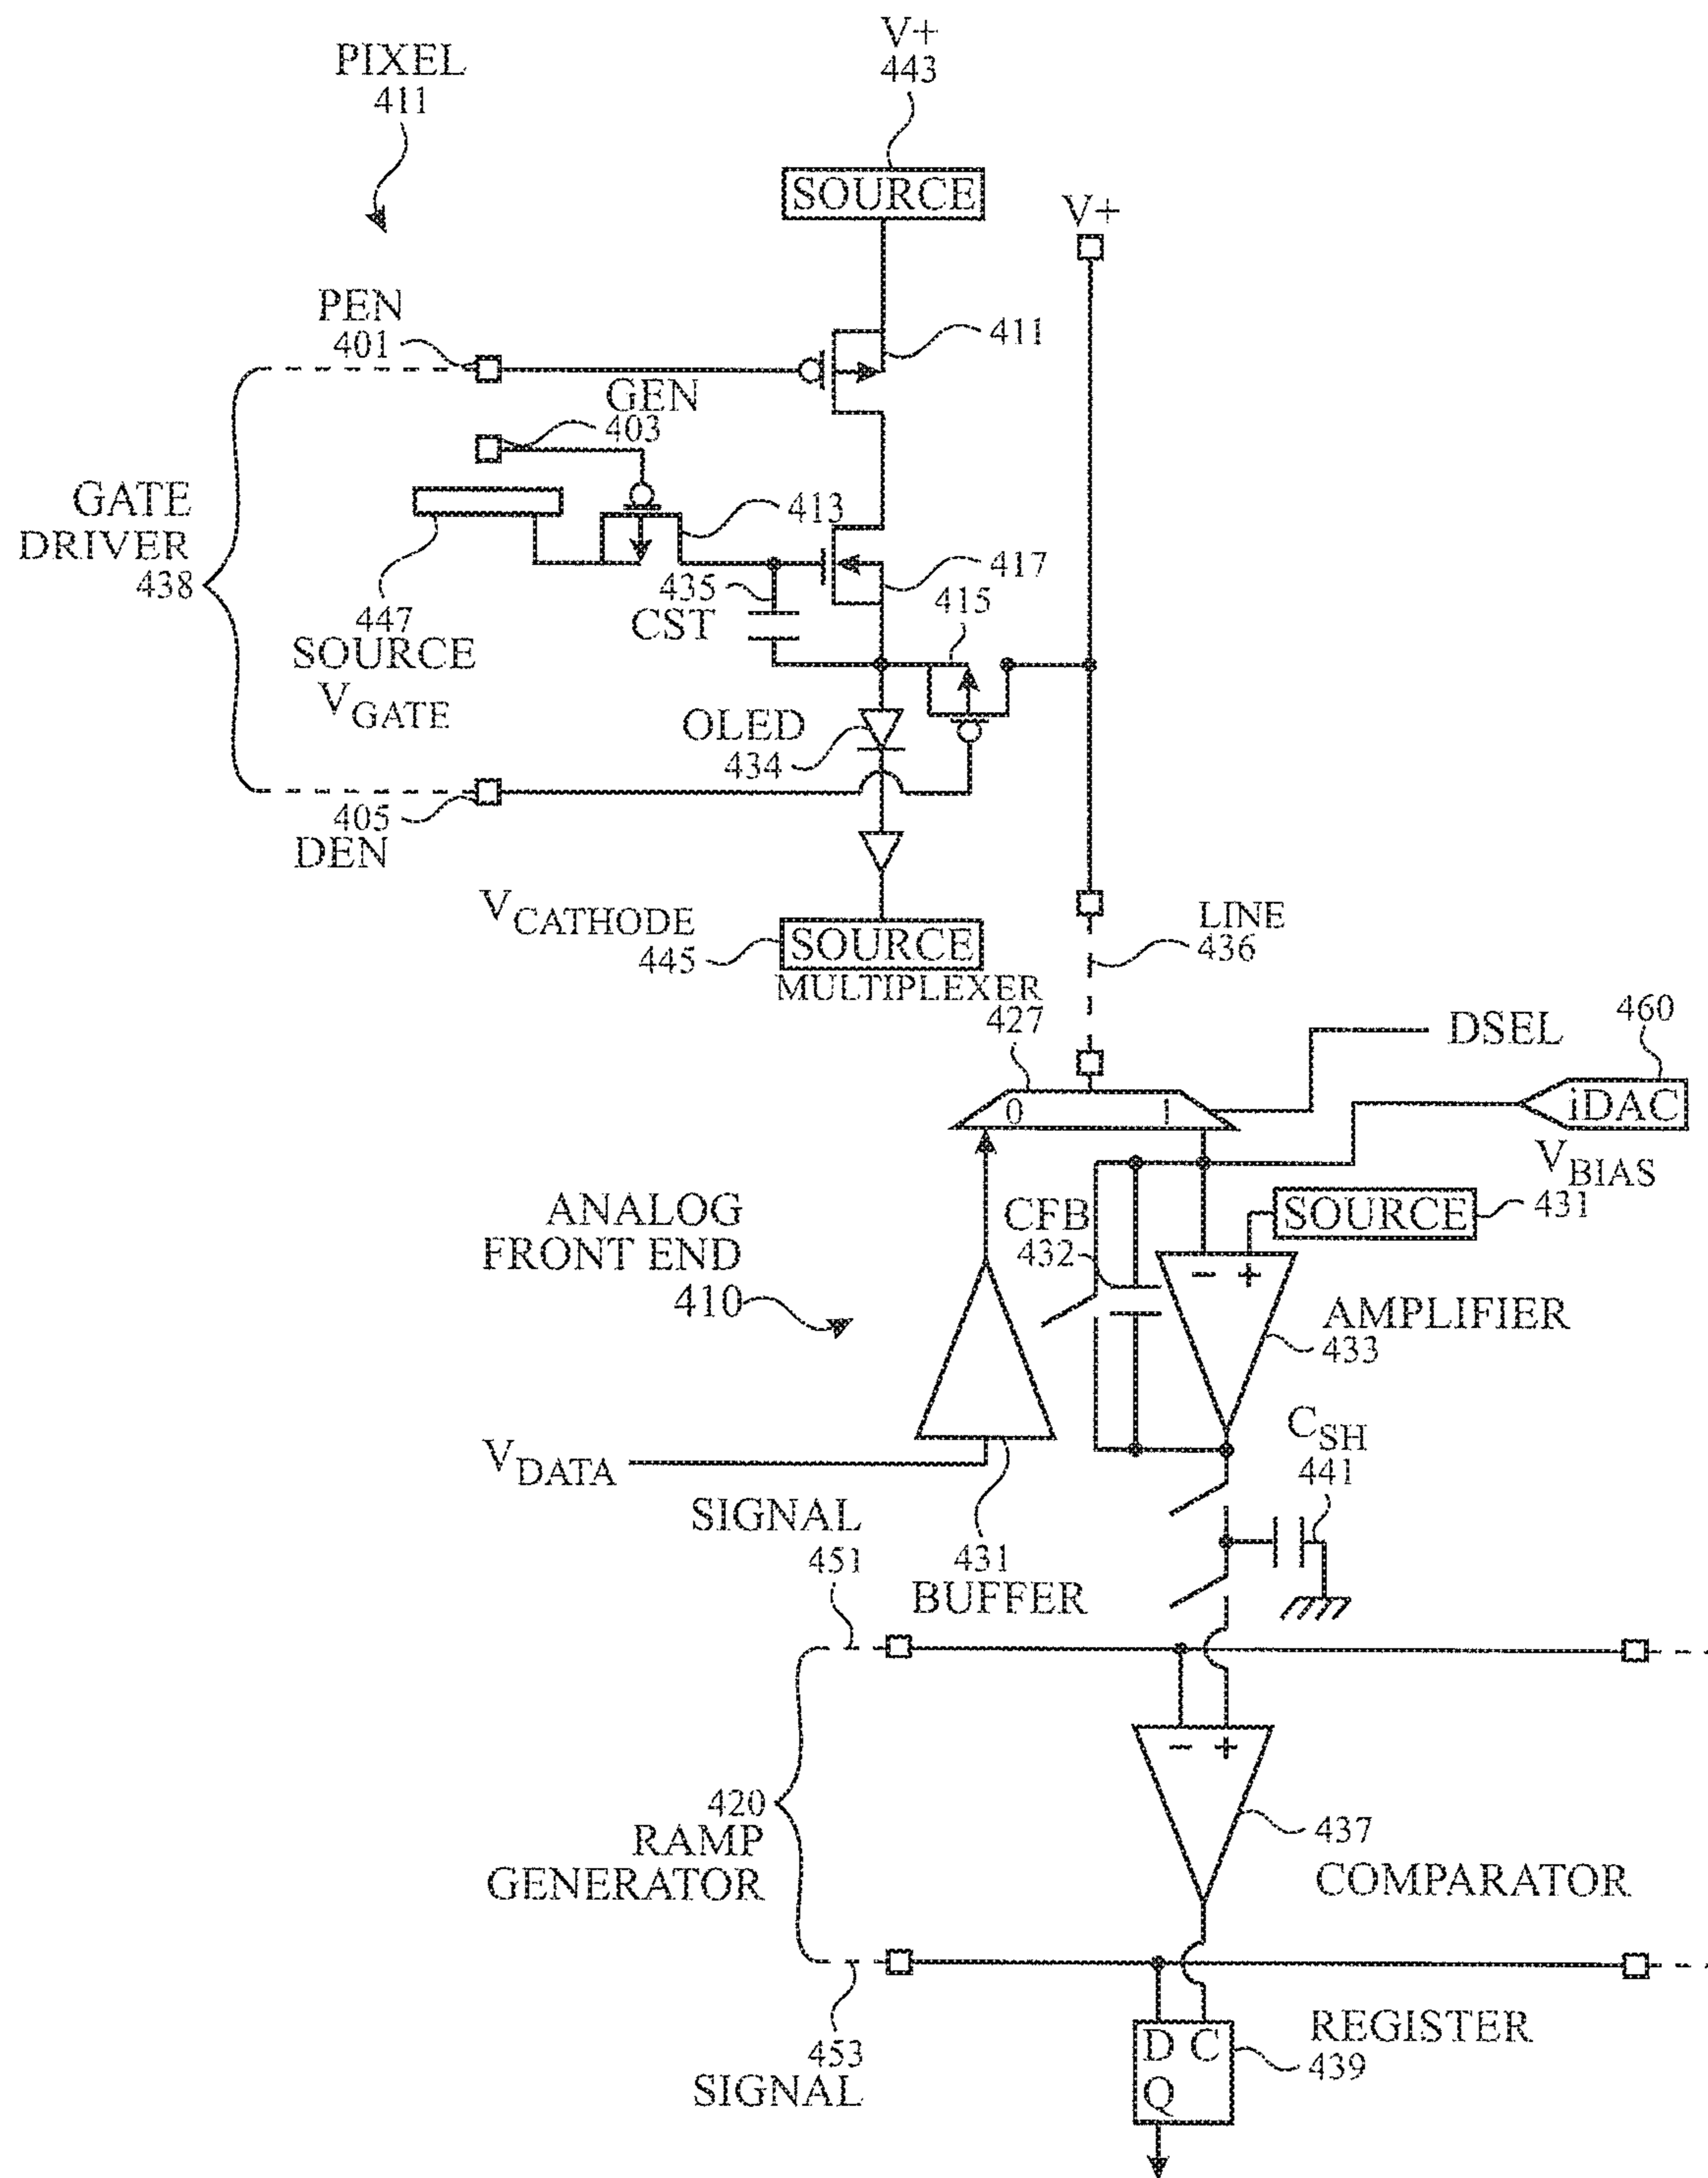 V+
443
PIXEL
411
SOURCE
V+
PEN
401
411
GEN
403
GATE
DRIVER
438
413
417
435
CST
415
447
SOURCE
VGATE
OLED
434
405
DEN
VCATHODE
445
SOURCE
LINE
436
MULTIPLEXER
427
DSEL
460
iDAC
0 1
VBIAS
431
SOURCE
ANALOG
FRONT END
410
CFB
432
- +
AMPLIFIER
433
CSH
441
VDATA
SIGNAL
451
431
BUFFER
- +
420
RAMP
GENERATOR
437
COMPARATOR
453
SIGNAL
D C
Q
REGISTER
439